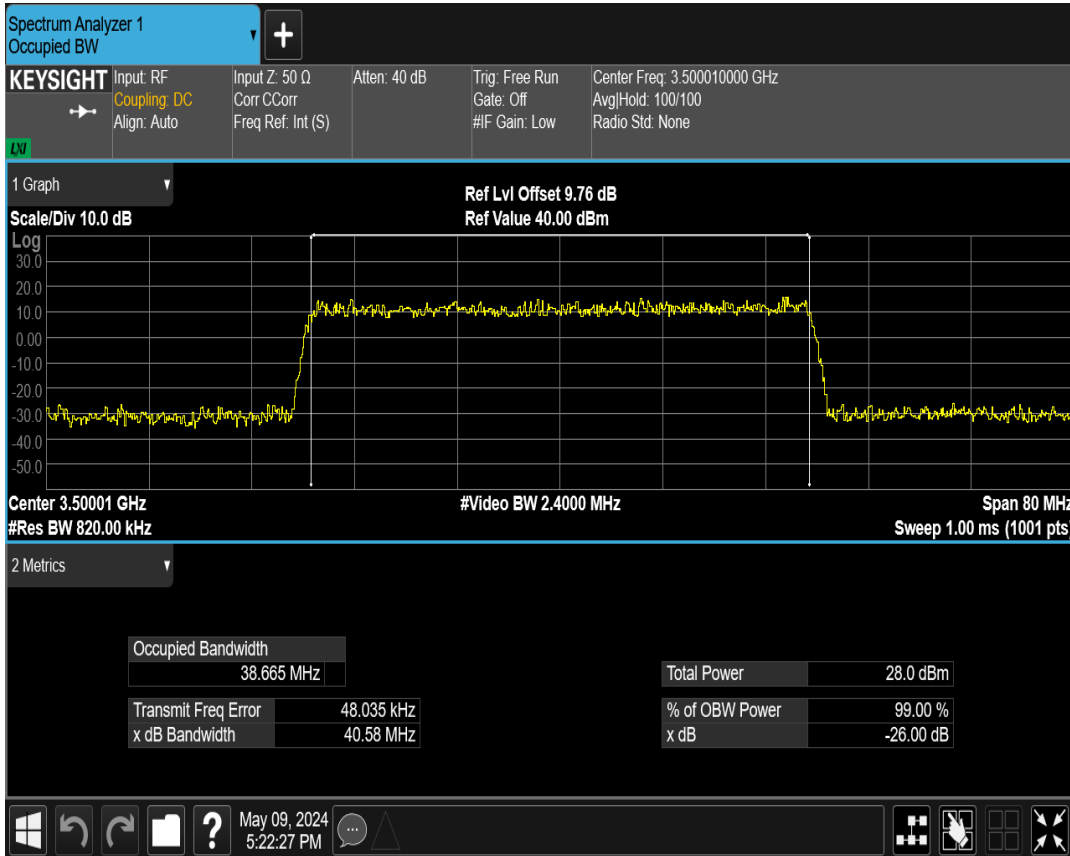 Spectrum Analyzer 1
Occupied BW
KEYSIGHT
LXI
Input: RF
Coupling: DC
Align: Auto
Input Z: 50 Ω
Corr CCorr
Freq Ref: Int (S)
Atten: 40 dB
Trig: Free Run
Gate: Off
#IF Gain: Low
Center Freq: 3.500010000 GHz
Avg|Hold: 100/100
Radio Std: None
1 Graph
Scale/Div 10.0 dB
Ref Lvl Offset 9.76 dB
Ref Value 40.00 dBm
Log
30.0
20.0
10.0
0.00
-10.0
-20.0
-30.0
-40.0
-50.0
Center 3.50001 GHz
#Res BW 820.00 kHz
#Video BW 2.4000 MHz
Span 80 MHz
Sweep 1.00 ms (1001 pts)
2 Metrics
Occupied Bandwidth
38.665 MHz
Transmit Freq Error 48.035 kHz
x dB Bandwidth 40.58 MHz
Total Power 28.0 dBm
% of OBW Power 99.00 %
x dB -26.00 dB
May 09, 2024
5:22:27 PM